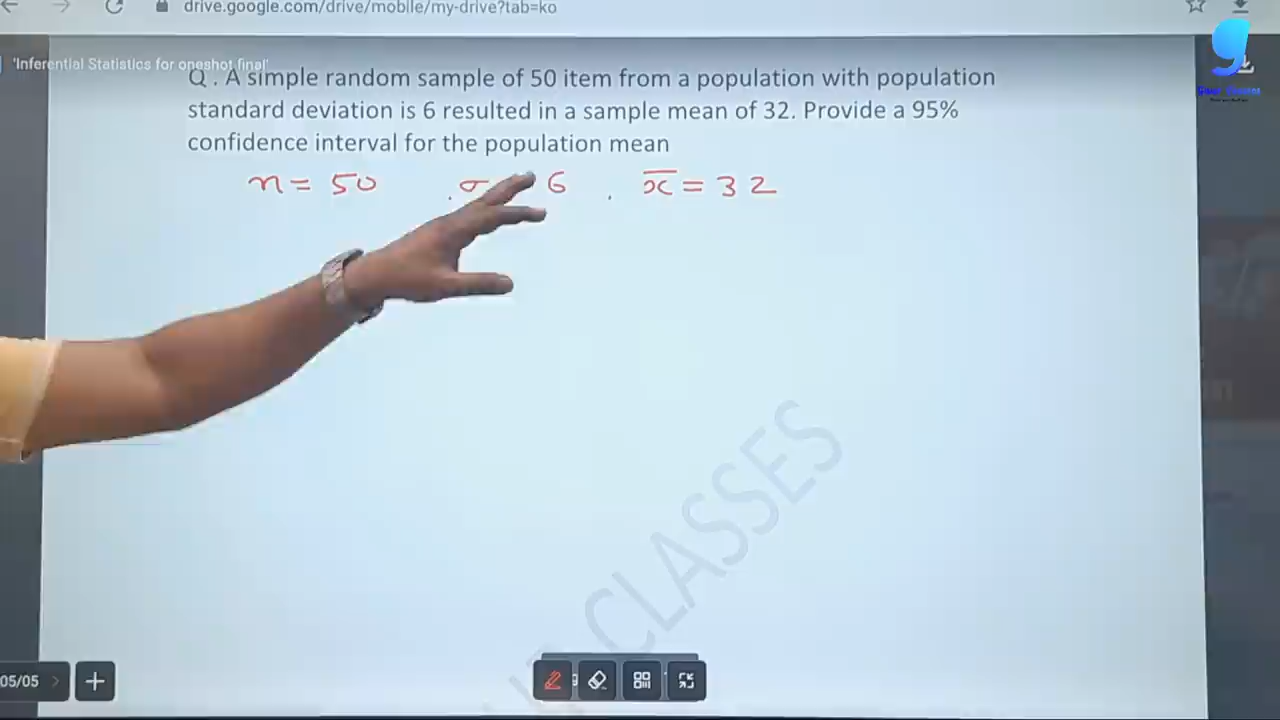 drive.google.com/drive/mobile/my-drive?tab=ko
'Inferential Statistics for oneshot final'
Q . A simple random sample of 50 item from a population with population
standard deviation is 6 resulted in a sample mean of 32. Provide a 95%
confidence interval for the population mean
n = 50 , σ 6 , x̄ = 32
CLASSES
05/05